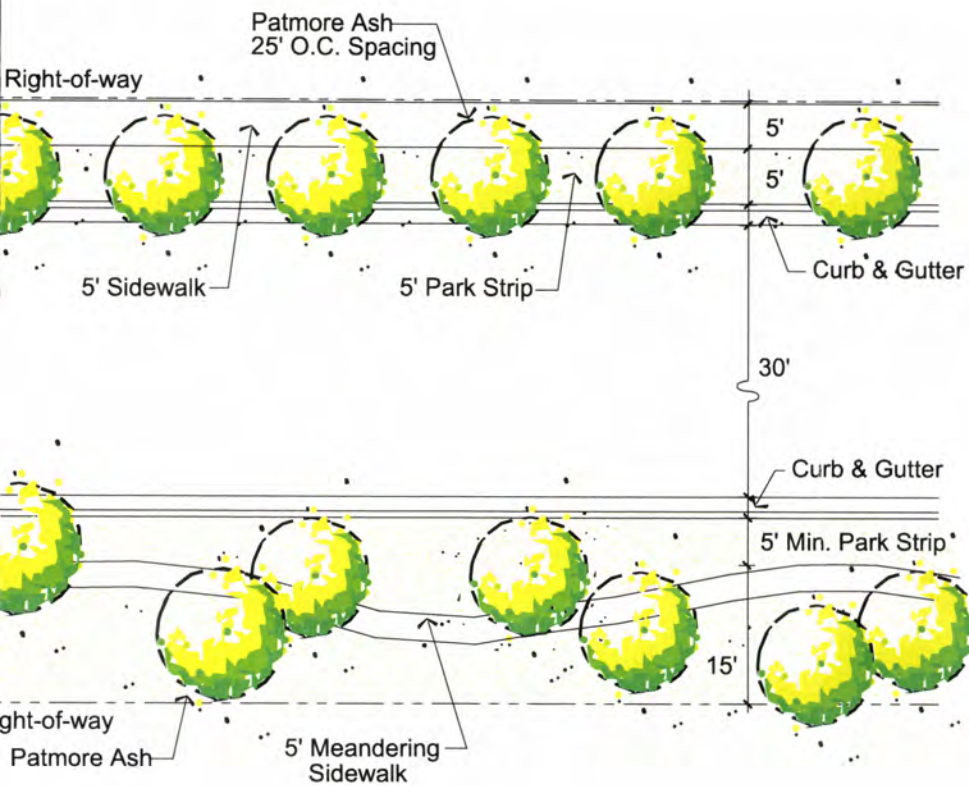 Patmore Ash
25' O.C. Spacing
Right-of-way
5'
5'
5' Sidewalk
5' Park Strip
Curb & Gutter
30'
Curb & Gutter
5' Min. Park Strip
15'
ght-of-way
Patmore Ash
5' Meandering
Sidewalk